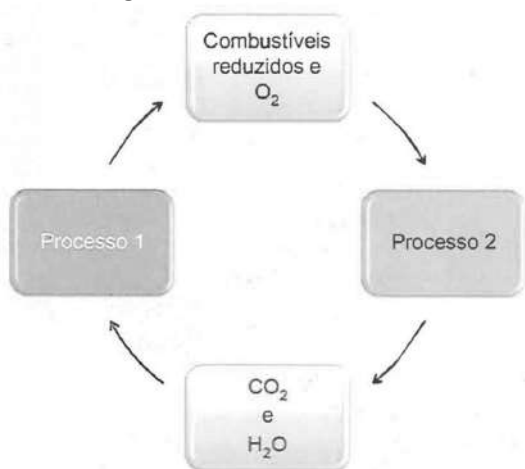 Combustíveis
reduzidos e
O₂
Processo 1
Processo 2
CO₂
e
H₂O